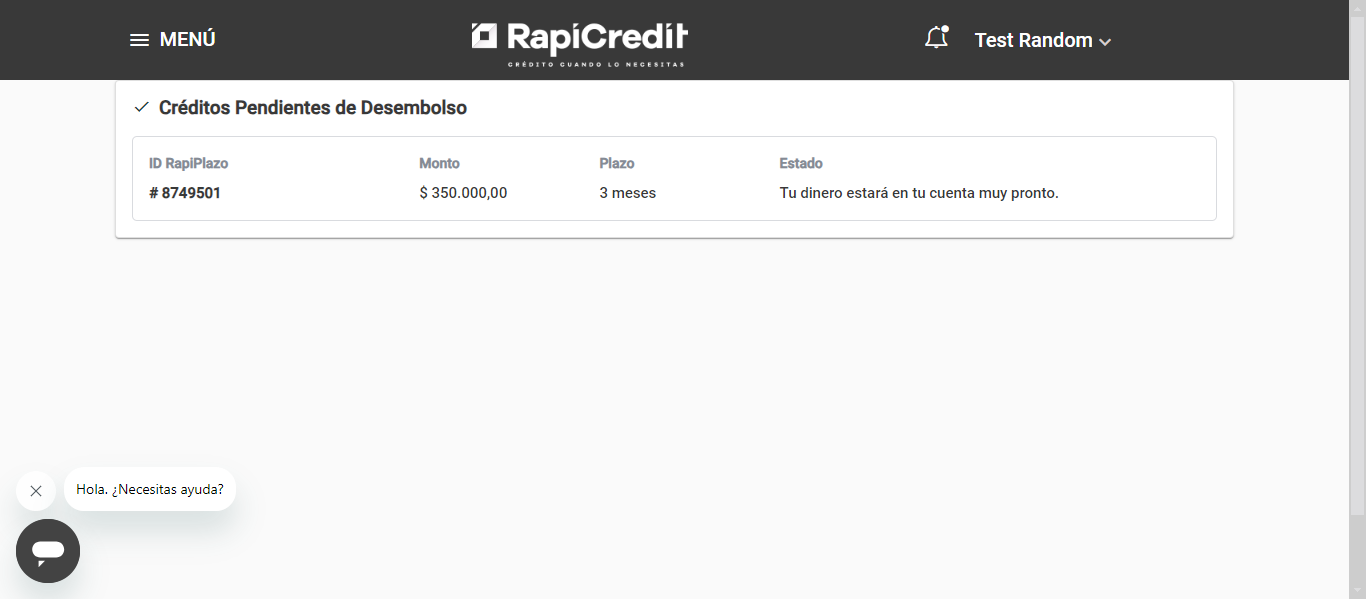 MENÚ
RapiCredit
CRÉDITO CUANDO LO NECESITAS
Test Random
Créditos Pendientes de Desembolso
ID RapiPlazo Monto Plazo Estado
# 8749501 $ 350.000,00 3 meses Tu dinero estará en tu cuenta muy pronto.
Hola. ¿Necesitas ayuda?